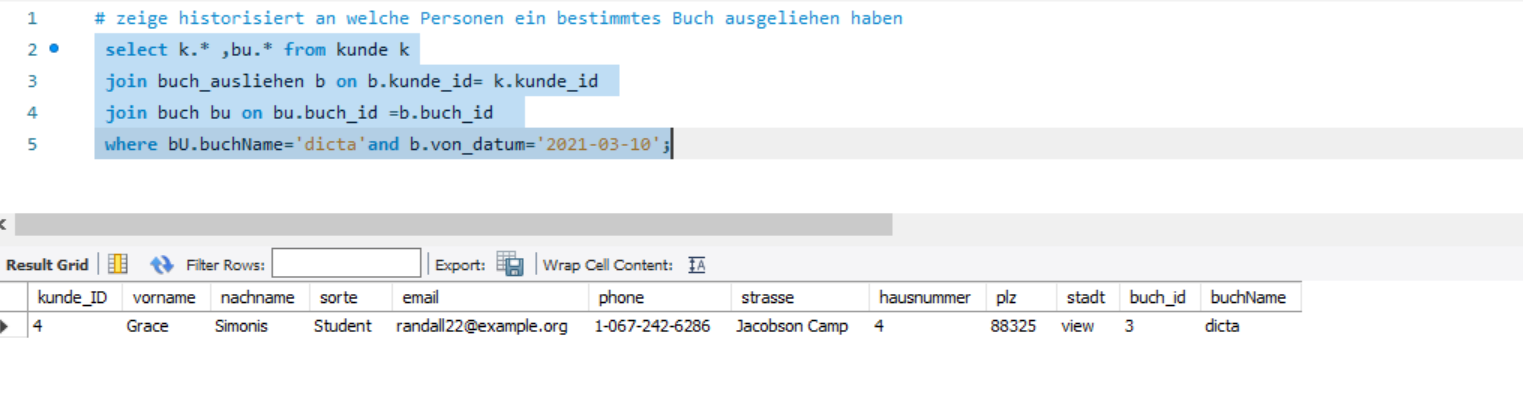 1 # zeige historisiert an welche Personen ein bestimmtes Buch ausgeliehen haben
2 select k.* ,bu.* from kunde k
3 join buch_ausliehen b on b.kunde_id= k.kunde_id
4 join buch bu on bu.buch_id =b.buch_id
5 where bU.buchName='dicta'and b.von_datum='2021-03-10';
Result Grid Filter Rows: Export: Wrap Cell Content: IA
kunde_ID vorname nachname sorte email phone strasse hausnummer plz stadt buch_id buchName
4 Grace Simonis Student randall22@example.org 1-067-242-6286 Jacobson Camp 4 88325 view 3 dicta